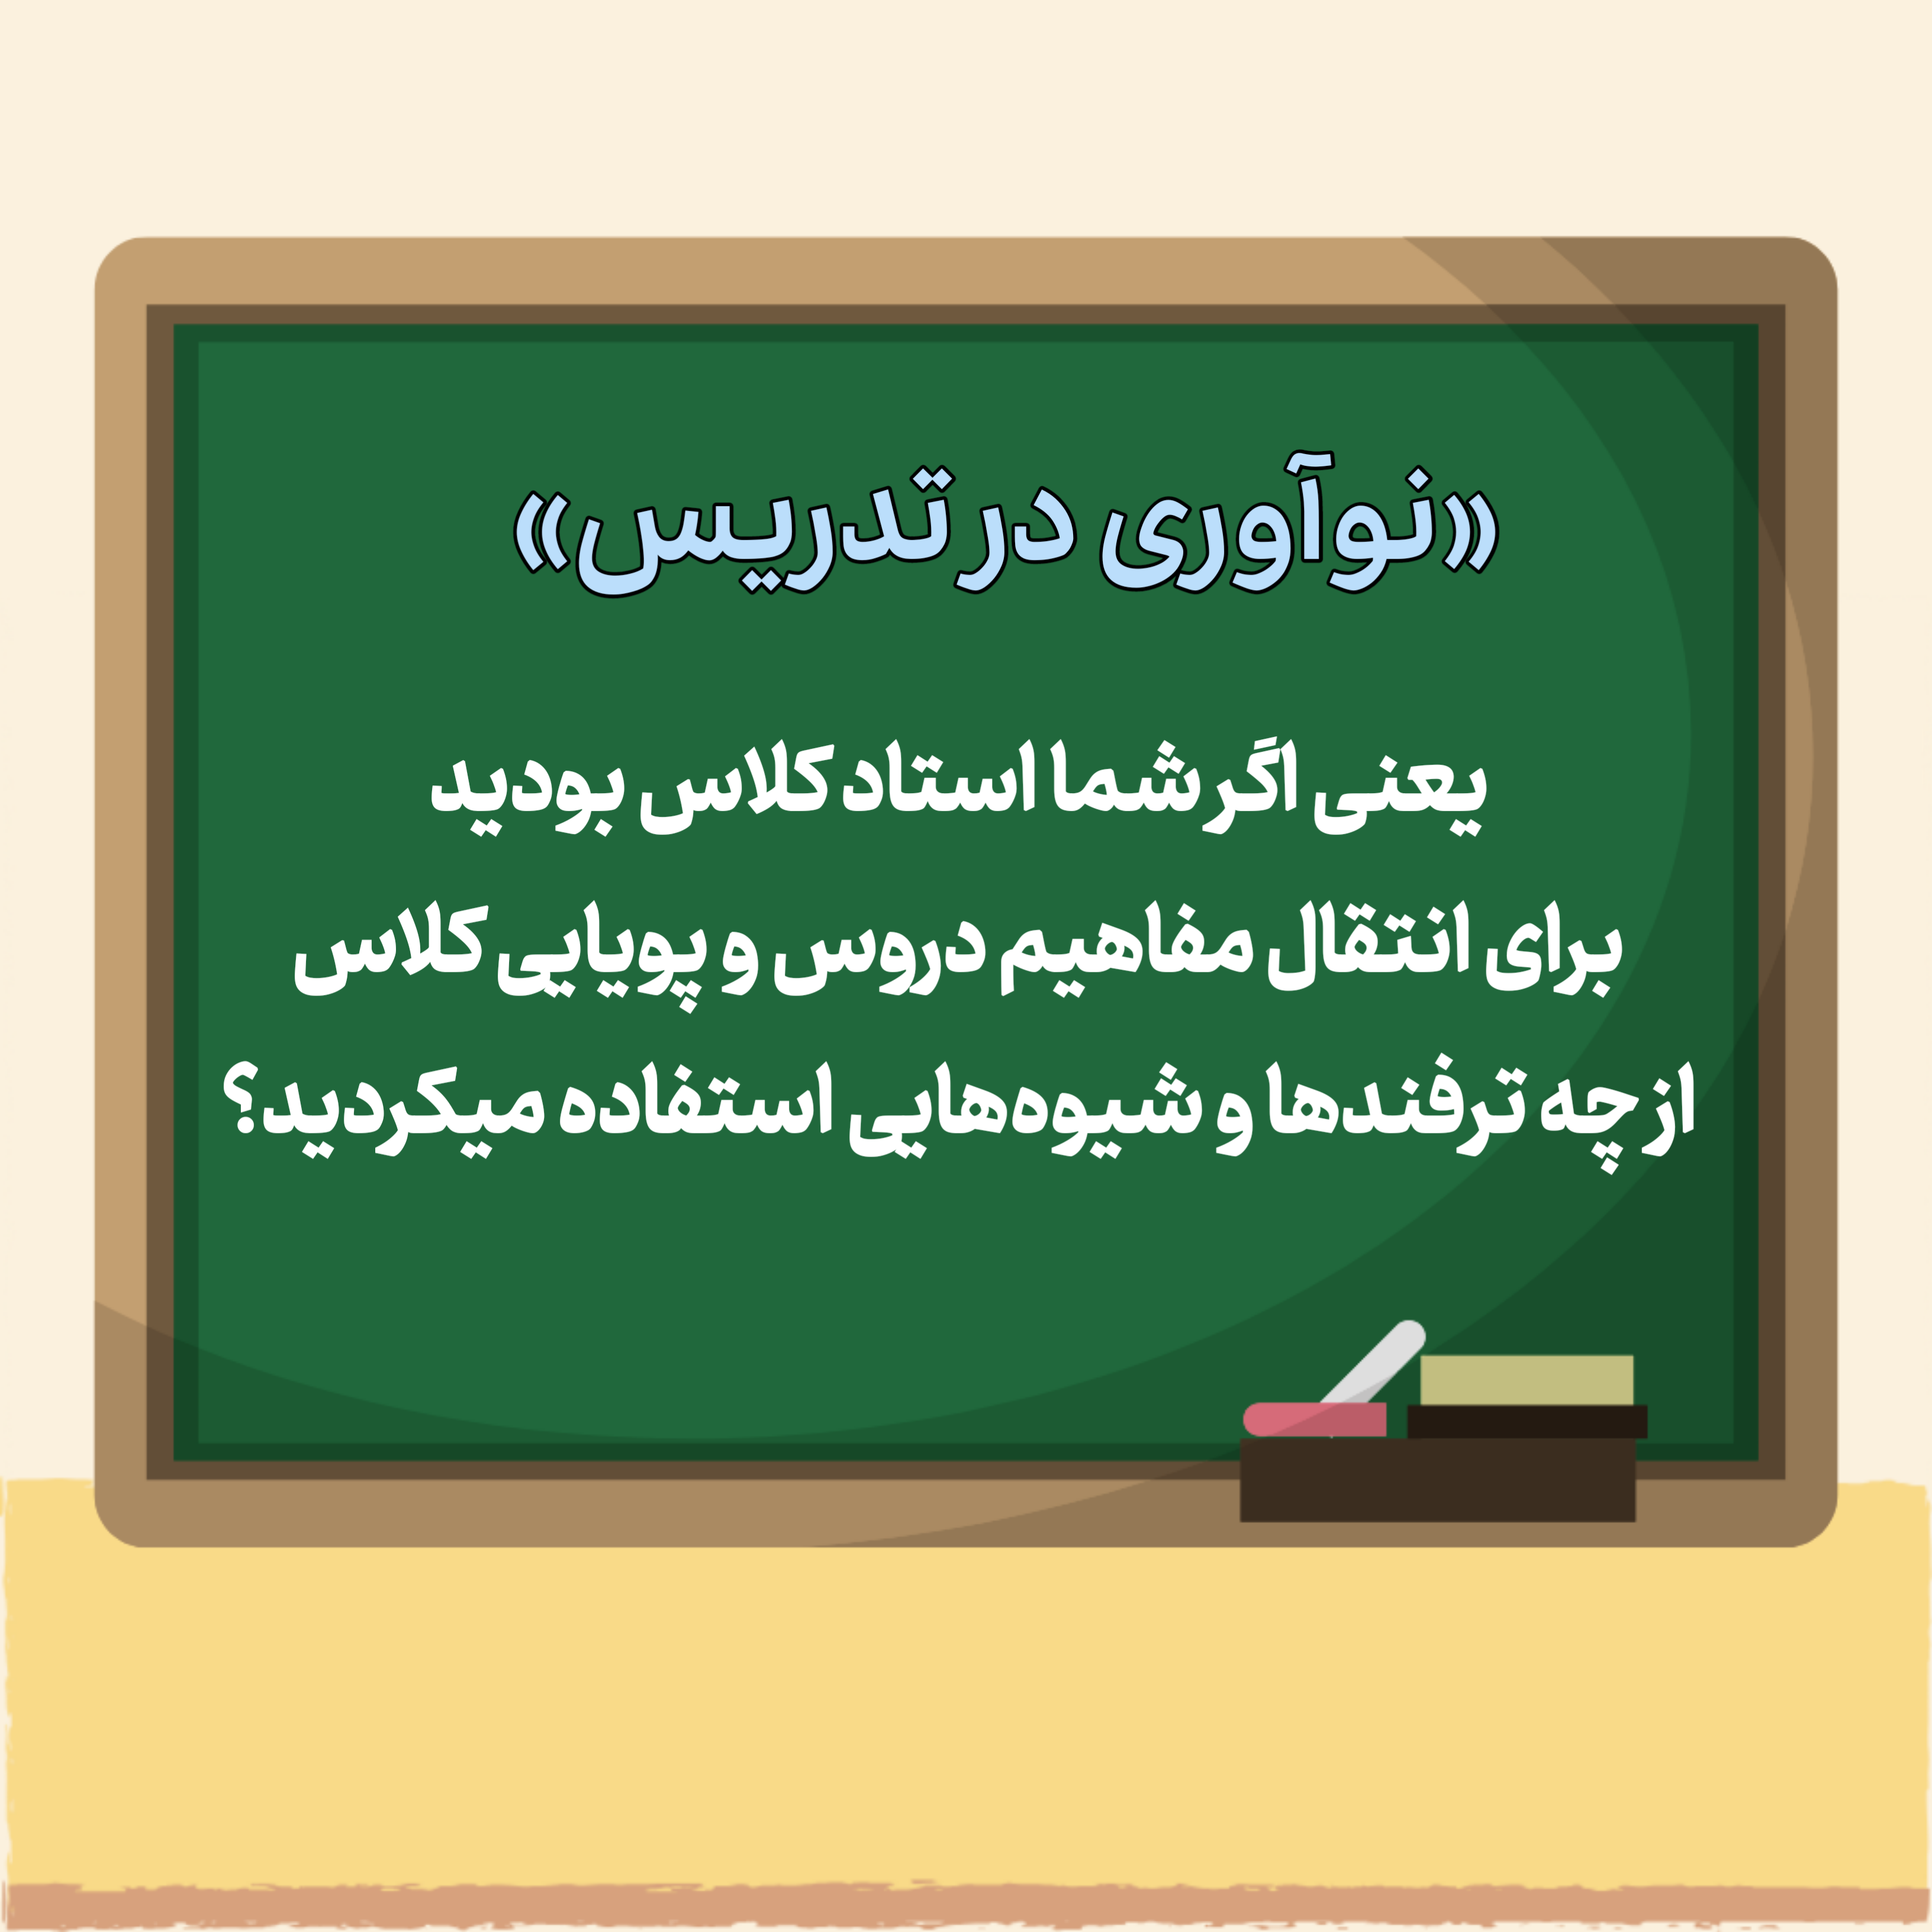 «نوآوری در تدریس»
یعنی اگر شما استاد کلاس بودید
برای انتقال مفاهیم دروس و پویایی کلاس
از چه ترفندها و شیوه‌هایی استفاده میکردید؟